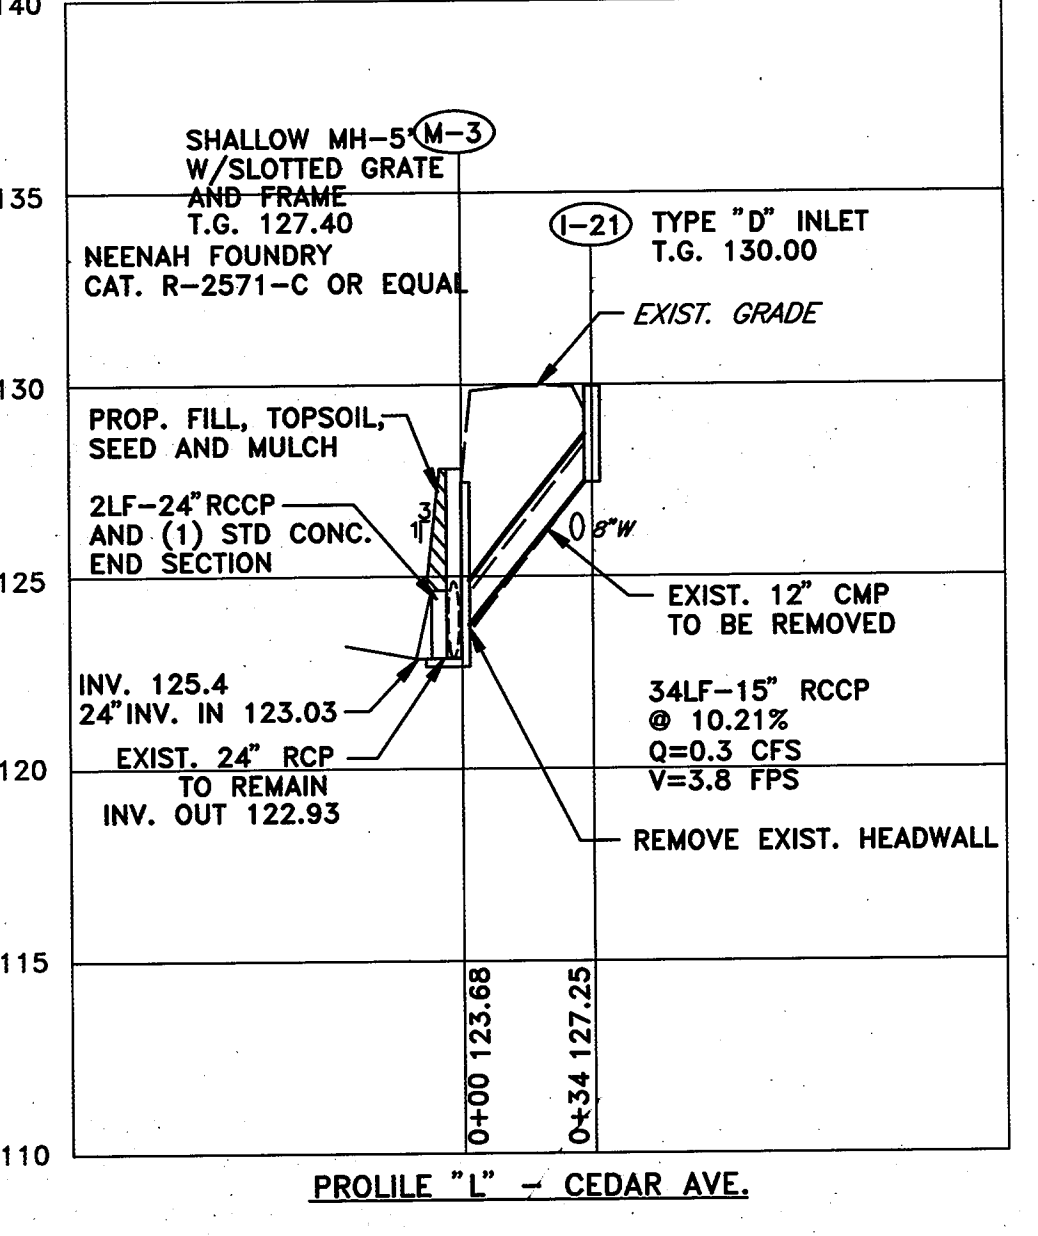 140
SHALLOW MH-5' M-3
W/SLOTTED GRATE
AND FRAME
T.G. 127.40
NEENAH FOUNDRY
CAT. R-2571-C OR EQUAL
135
I-21 TYPE "D" INLET
T.G. 130.00
EXIST. GRADE
130
PROP. FILL, TOPSOIL,
SEED AND MULCH
2LF-24" RCCP
AND (1) STD CONC.
END SECTION
3
1
8"W
125
EXIST. 12" CMP
TO BE REMOVED
INV. 125.4
24" INV. IN 123.03
34LF-15" RCCP
@ 10.21%
Q=0.3 CFS
V=3.8 FPS
EXIST. 24" RCP
TO REMAIN
INV. OUT 122.93
120
REMOVE EXIST. HEADWALL
115
0+00 123.68
0+34 127.25
110
PROLILE "L" - CEDAR AVE.